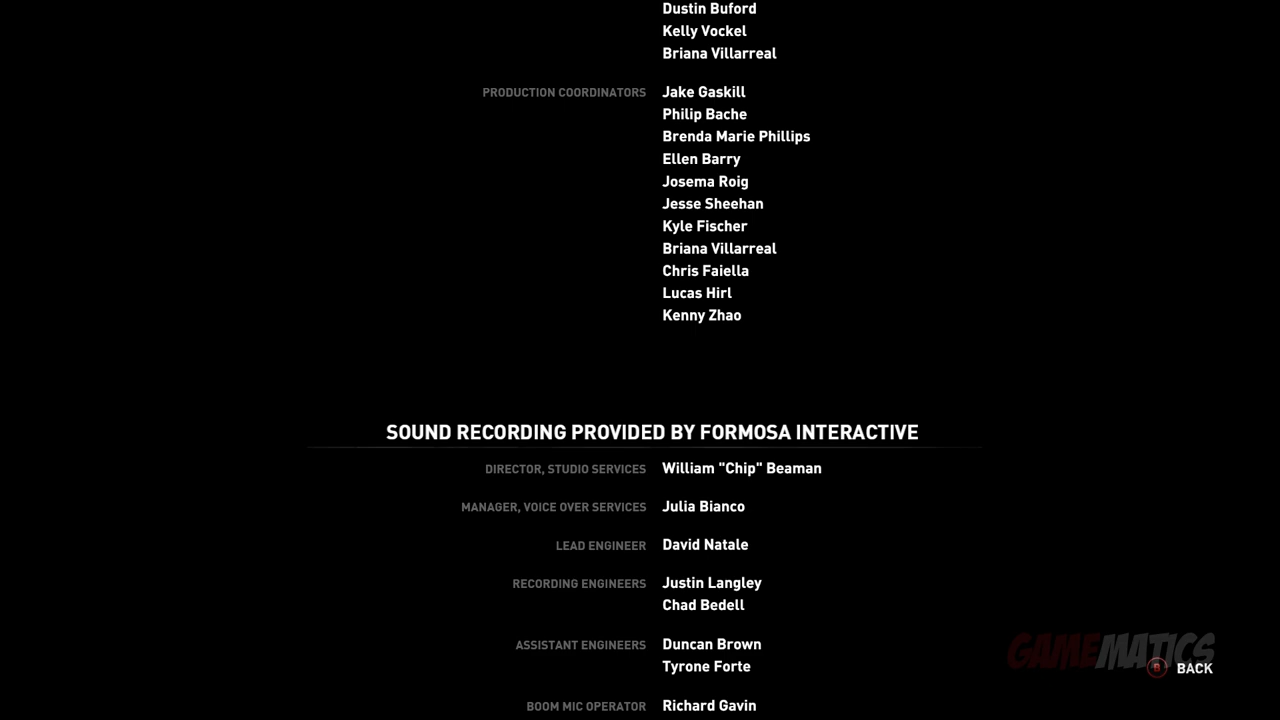 Dustin Buford
Kelly Vockel
Briana Villarreal
PRODUCTION COORDINATORS Jake Gaskill
Philip Bache
Brenda Marie Phillips
Ellen Barry
Josema Roig
Jesse Sheehan
Kyle Fischer
Briana Villarreal
Chris Faiella
Lucas Hirl
Kenny Zhao
SOUND RECORDING PROVIDED BY FORMOSA INTERACTIVE
DIRECTOR, STUDIO SERVICES William "Chip" Beaman
MANAGER, VOICE OVER SERVICES Julia Bianco
LEAD ENGINEER David Natale
RECORDING ENGINEERS Justin Langley
Chad Bedell
ASSISTANT ENGINEERS Duncan Brown
Tyrone Forte
BOOM MIC OPERATOR Richard Gavin
GAMEMATICS
B BACK